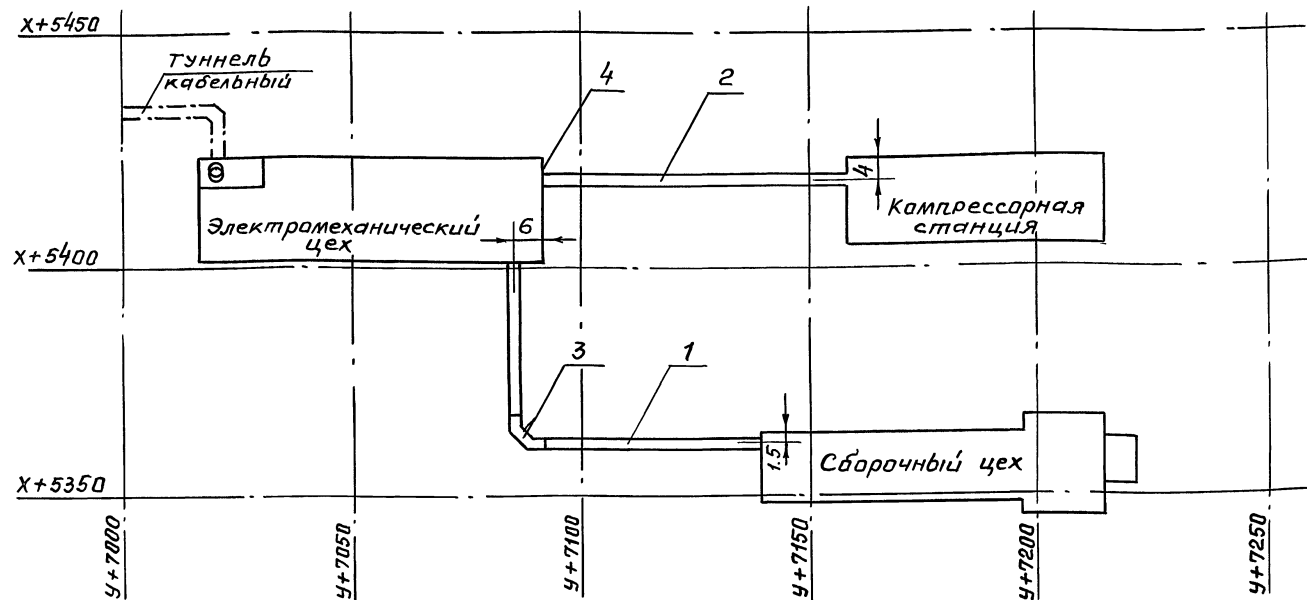 X+5450
туннель
кабельный
4
2
4
Электромеханический
цех
6
Компрессорная
станция
X+5400
3
1
1.5
Сборочный цех
X+5350
y+7000
y+7050
y+7100
y+7150
y+7200
y+7250